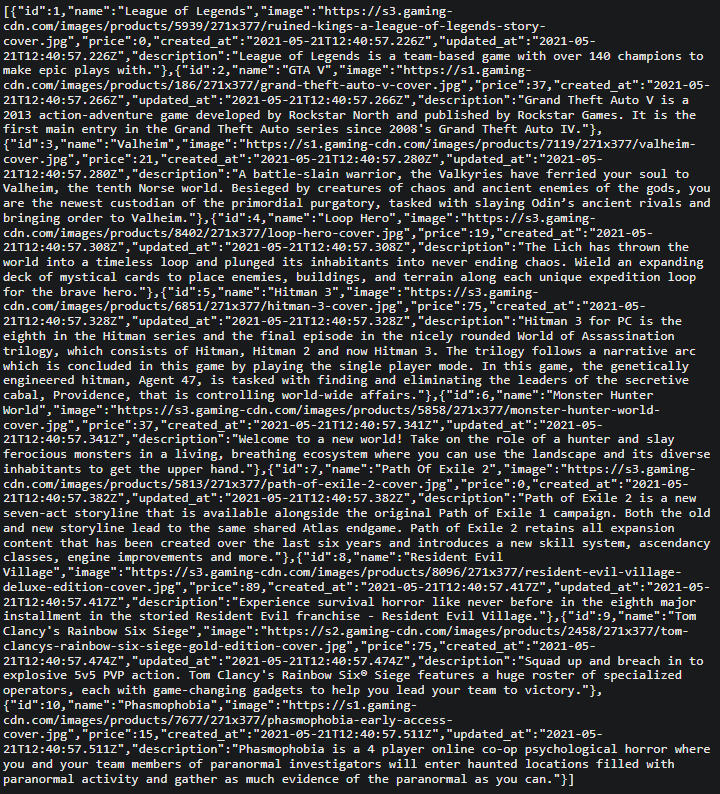 [{"id":1,"name":"League of Legends","image":"https://s3.gaming-
cdn.com/images/products/5939/271x377/ruined-kings-a-league-of-legends-story-
cover.jpg","price":0,"created_at":"2021-05-21T12:40:57.226Z","updated_at":"2021-05-
21T12:40:57.226Z","description":"League of Legends is a team-based game with over 140 champions to
make epic plays with."},{"id":2,"name":"GTA V","image":"https://s1.gaming-
cdn.com/images/products/186/271x377/grand-theft-auto-v-cover.jpg","price":37,"created_at":"2021-05-
21T12:40:57.266Z","updated_at":"2021-05-21T12:40:57.266Z","description":"Grand Theft Auto V is a
2013 action-adventure game developed by Rockstar North and published by Rockstar Games. It is the
first main entry in the Grand Theft Auto series since 2008's Grand Theft Auto IV."},
{"id":3,"name":"Valheim","image":"https://s1.gaming-cdn.com/images/products/7119/271x377/valheim-
cover.jpg","price":21,"created_at":"2021-05-21T12:40:57.280Z","updated_at":"2021-05-
21T12:40:57.280Z","description":"A battle-slain warrior, the Valkyries have ferried your soul to
Valheim, the tenth Norse world. Besieged by creatures of chaos and ancient enemies of the gods, you
are the newest custodian of the primordial purgatory, tasked with slaying Odin’s ancient rivals and
bringing order to Valheim."},{"id":4,"name":"Loop Hero","image":"https://s3.gaming-
cdn.com/images/products/8402/271x377/loop-hero-cover.jpg","price":19,"created_at":"2021-05-
21T12:40:57.308Z","updated_at":"2021-05-21T12:40:57.308Z","description":"The Lich has thrown the
world into a timeless loop and plunged its inhabitants into never ending chaos. Wield an expanding
deck of mystical cards to place enemies, buildings, and terrain along each unique expedition loop
for the brave hero."},{"id":5,"name":"Hitman 3","image":"https://s3.gaming-
cdn.com/images/products/6851/271x377/hitman-3-cover.jpg","price":75,"created_at":"2021-05-
21T12:40:57.328Z","updated_at":"2021-05-21T12:40:57.328Z","description":"Hitman 3 for PC is the
eighth in the Hitman series and the final episode in the nicely rounded World of Assassination
trilogy, which consists of Hitman, Hitman 2 and now Hitman 3. The trilogy follows a narrative arc
which is concluded in this game by playing the single player mode. In this game, the genetically
engineered hitman, Agent 47, is tasked with finding and eliminating the leaders of the secretive
cabal, Providence, that is controlling world-wide affairs."},{"id":6,"name":"Monster Hunter
World","image":"https://s3.gaming-cdn.com/images/products/5858/271x377/monster-hunter-world-
cover.jpg","price":37,"created_at":"2021-05-21T12:40:57.341Z","updated_at":"2021-05-
21T12:40:57.341Z","description":"Welcome to a new world! Take on the role of a hunter and slay
ferocious monsters in a living, breathing ecosystem where you can use the landscape and its diverse
inhabitants to get the upper hand."},{"id":7,"name":"Path Of Exile 2","image":"https://s3.gaming-
cdn.com/images/products/5813/271x377/path-of-exile-2-cover.jpg","price":0,"created_at":"2021-05-
21T12:40:57.382Z","updated_at":"2021-05-21T12:40:57.382Z","description":"Path of Exile 2 is a new
seven-act storyline that is available alongside the original Path of Exile 1 campaign. Both the old
and new storyline lead to the same shared Atlas endgame. Path of Exile 2 retains all expansion
content that has been created over the last six years and introduces a new skill system, ascendancy
classes, engine improvements and more."},{"id":8,"name":"Resident Evil
Village","image":"https://s3.gaming-cdn.com/images/products/8096/271x377/resident-evil-village-
deluxe-edition-cover.jpg","price":89,"created_at":"2021-05-21T12:40:57.417Z","updated_at":"2021-05-
21T12:40:57.417Z","description":"Experience survival horror like never before in the eighth major
installment in the storied Resident Evil franchise - Resident Evil Village."},{"id":9,"name":"Tom
Clancy's Rainbow Six Siege","image":"https://s2.gaming-cdn.com/images/products/2458/271x377/tom-
clancys-rainbow-six-siege-gold-edition-cover.jpg","price":75,"created_at":"2021-05-
21T12:40:57.474Z","updated_at":"2021-05-21T12:40:57.474Z","description":"Squad up and breach in to
explosive 5v5 PVP action. Tom Clancy's Rainbow Six® Siege features a huge roster of specialized
operators, each with game-changing gadgets to help you lead your team to victory."},
{"id":10,"name":"Phasmophobia","image":"https://s1.gaming-
cdn.com/images/products/7677/271x377/phasmophobia-early-access-
cover.jpg","price":15,"created_at":"2021-05-21T12:40:57.511Z","updated_at":"2021-05-
21T12:40:57.511Z","description":"Phasmophobia is a 4 player online co-op psychological horror where
you and your team members of paranormal investigators will enter haunted locations filled with
paranormal activity and gather as much evidence of the paranormal as you can."}]